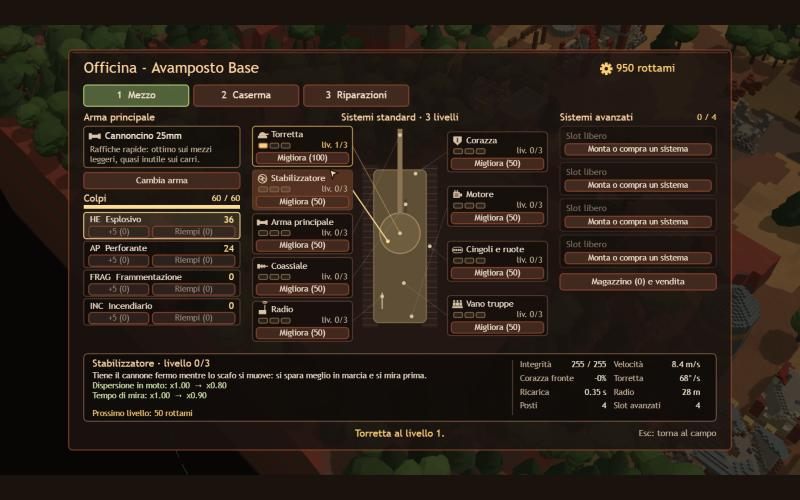 Officina - Avamposto Base
950 rottami
1 Mezzo
2 Caserma
3 Riparazioni
Arma principale
Cannoncino 25mm
Raffiche rapide: ottimo sui mezzi
leggeri, quasi inutile sui carri.
Cambia arma
Colpi
60 / 60
HE Esplosivo
36
+5 (0)
Riempi (0)
AP Perforante
24
+5 (0)
Riempi (0)
FRAG Frammentazione
0
+5 (0)
Riempi (0)
INC Incendiario
0
+5 (0)
Riempi (0)
Sistemi standard · 3 livelli
Torretta
liv. 1/3
Migliora (100)
Stabilizzatore
liv. 0/3
Migliora (50)
Arma principale
liv. 0/3
Migliora (50)
Coassiale
liv. 0/3
Migliora (50)
Radio
liv. 0/3
Migliora (50)
Corazza
liv. 0/3
Migliora (50)
Motore
liv. 0/3
Migliora (50)
Cingoli e ruote
liv. 0/3
Migliora (50)
Vano truppe
liv. 0/3
Migliora (50)
Sistemi avanzati
0 / 4
Slot libero
Monta o compra un sistema
Slot libero
Monta o compra un sistema
Slot libero
Monta o compra un sistema
Slot libero
Monta o compra un sistema
Magazzino (0) e vendita
Stabilizzatore · livello 0/3
Tiene il cannone fermo mentre lo scafo si muove: si spara meglio in marcia e si mira prima.
Dispersione in moto: x1.00 → x0.80
Tempo di mira: x1.00 → x0.90
Prossimo livello: 50 rottami
Integrità 255 / 255 Velocità 8.4 m/s
Corazza fronte -0% Torretta 68°/s
Ricarica 0.35 s Radio 28 m
Posti 4 Slot avanzati 4
Torretta al livello 1.
Esc: torna al campo